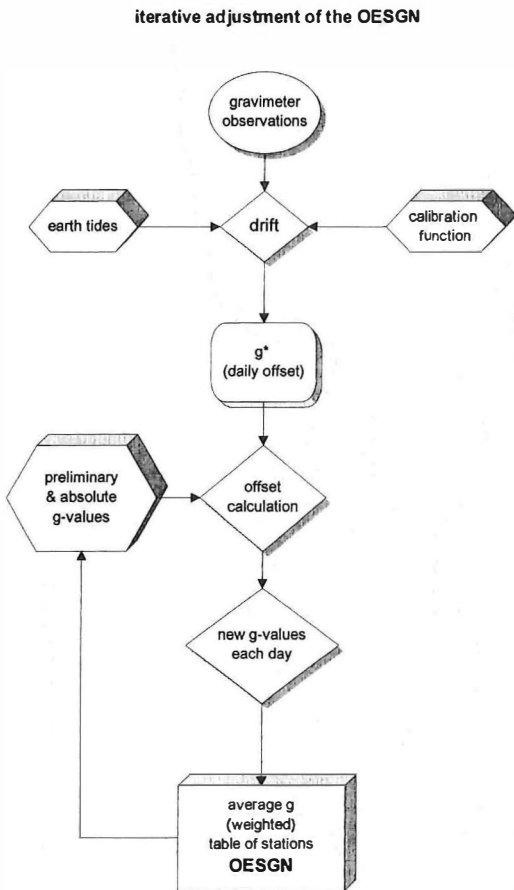 iterative adjustment of the OESGN
gravimeter
observations
earth tides
drift
calibration
function
g*
(daily offset)
preliminary
& absolute
g-values
offset
calculation
new g-values
each day
average g
(weighted)
table of stations
OESGN